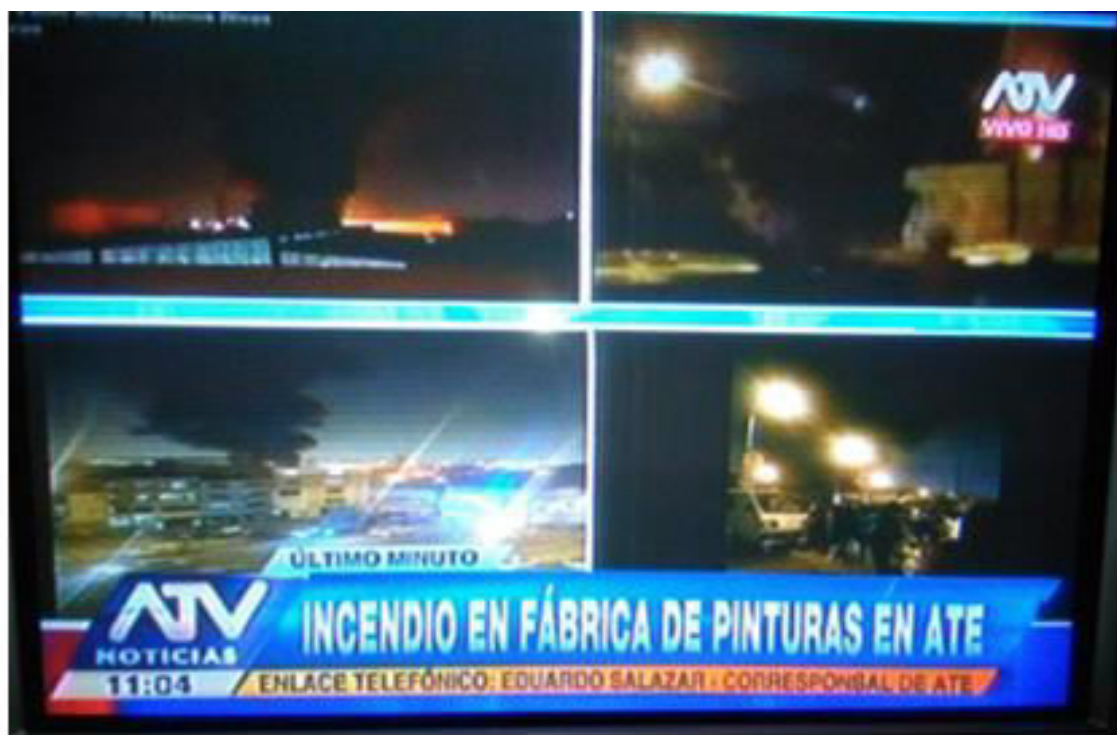 ATV
VIVO HD
ÚLTIMO MINUTO
ATV
NOTICIAS
INCENDIO EN FÁBRICA DE PINTURAS EN ATE
11:04
ENLACE TELEFÓNICO: EDUARDO SALAZAR - CORRESPONSAL DE ATE